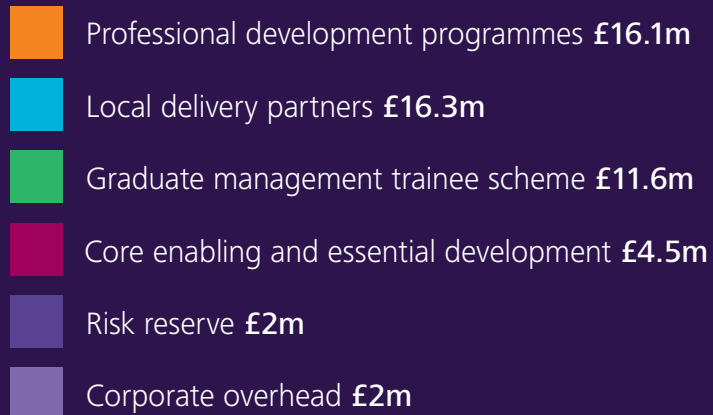 Professional development programmes £16.1m
Local delivery partners £16.3m
Graduate management trainee scheme £11.6m
Core enabling and essential development £4.5m
Risk reserve £2m
Corporate overhead £2m